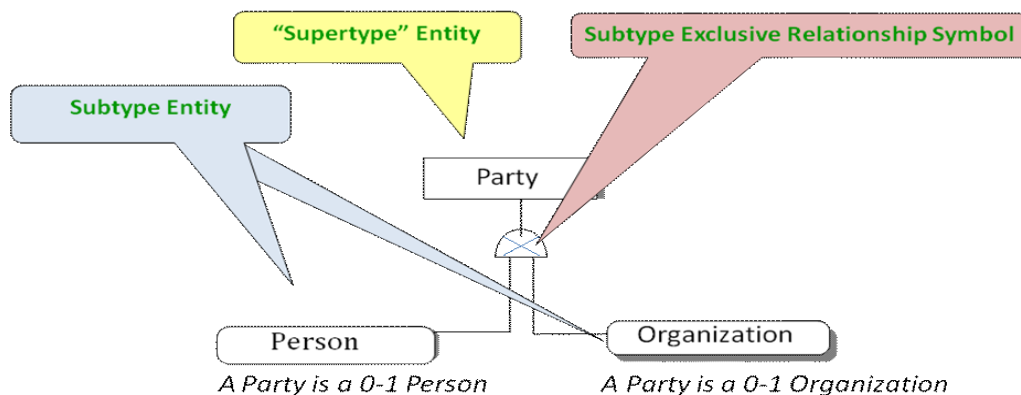 “Supertype” Entity
Subtype Exclusive Relationship Symbol
Subtype Entity
Party
Person
Organization
A Party is a 0-1 Person
A Party is a 0-1 Organization